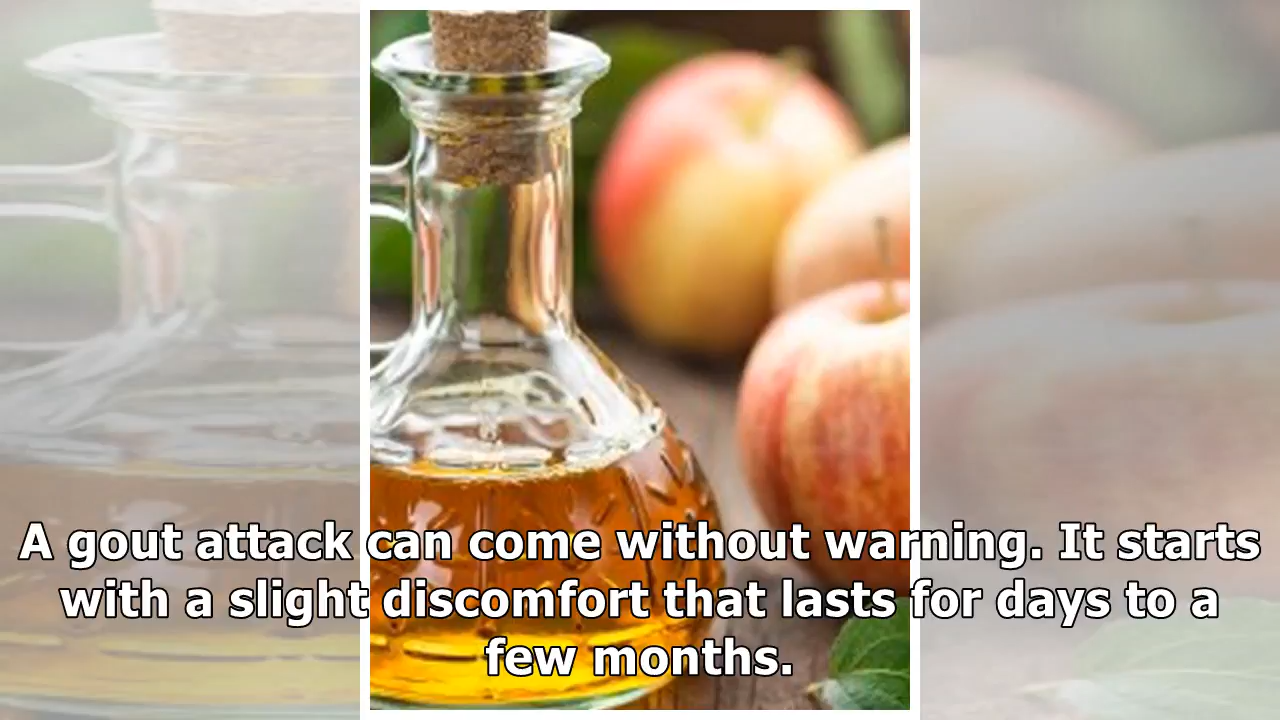 A gout attack can come without warning. It starts
with a slight discomfort that lasts for days to a
few months.